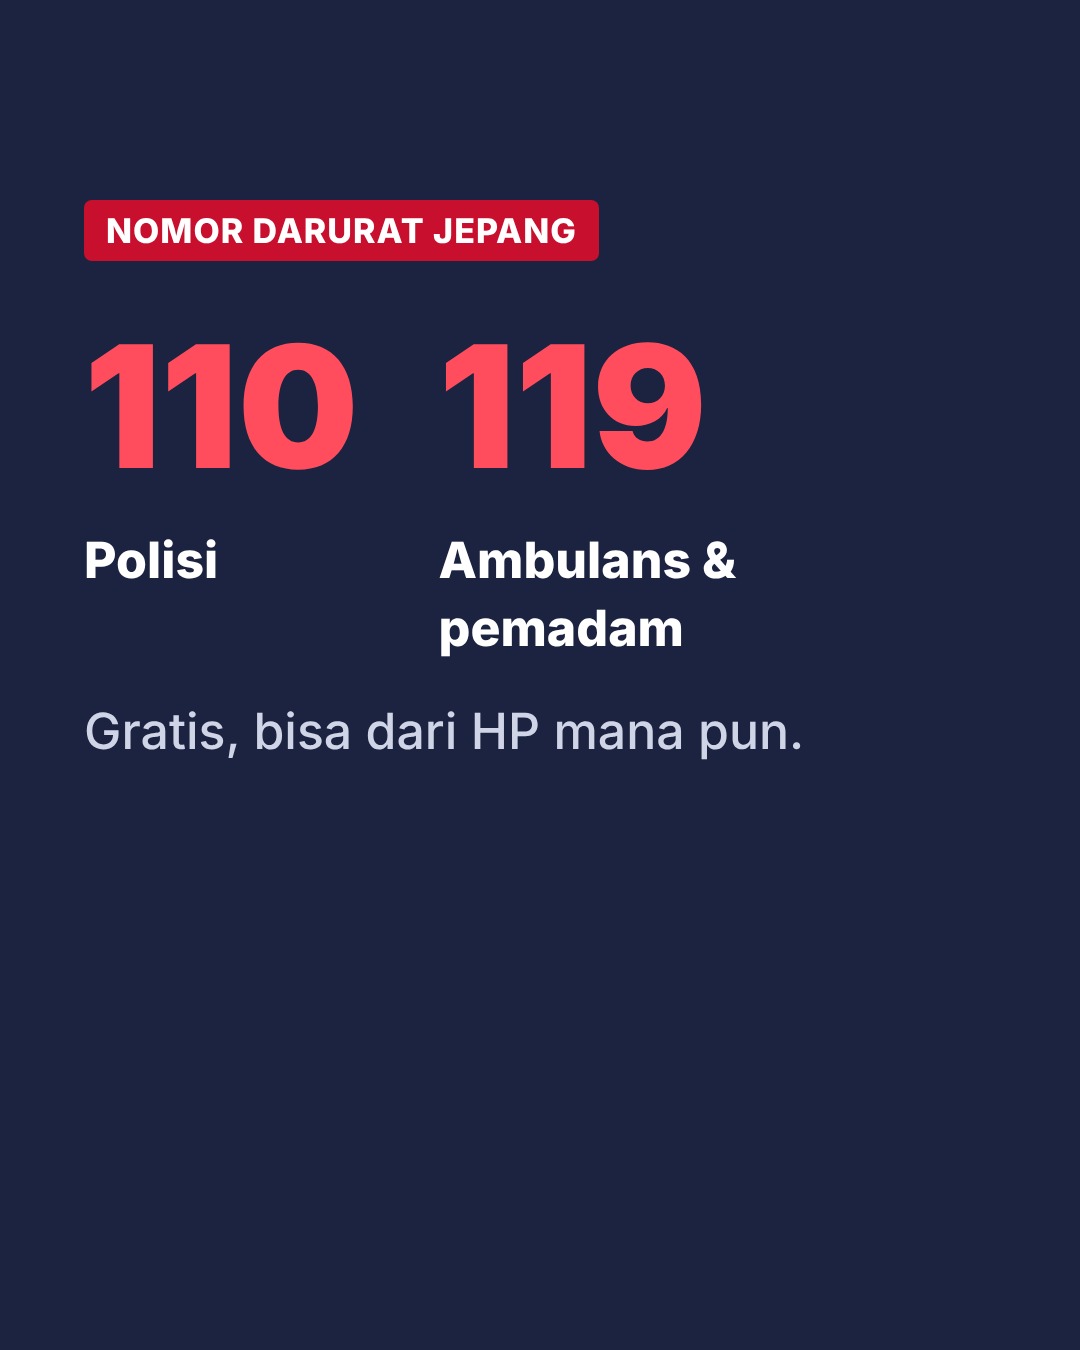 NOMOR DARURAT JEPANG
110 119
Polisi
Ambulans &
pemadam
Gratis, bisa dari HP mana pun.